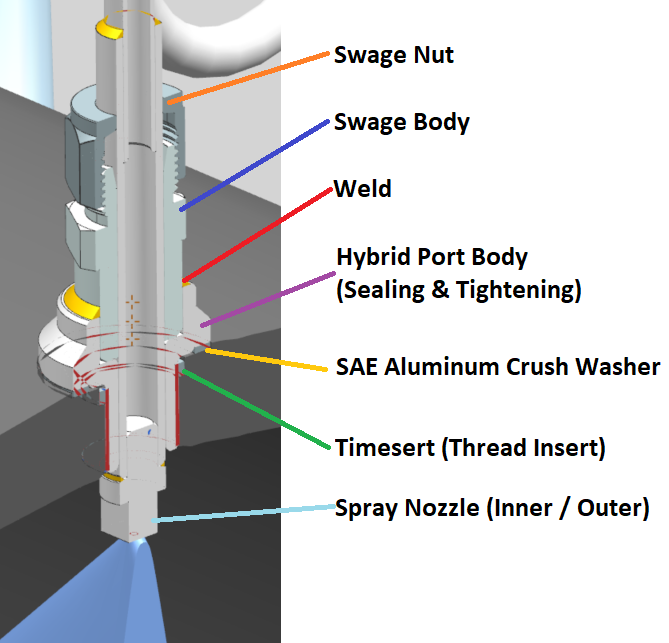 Swage Nut
Swage Body
Weld
Hybrid Port Body
(Sealing & Tightening)
SAE Aluminum Crush Washer
Timesert (Thread Insert)
Spray Nozzle (Inner / Outer)